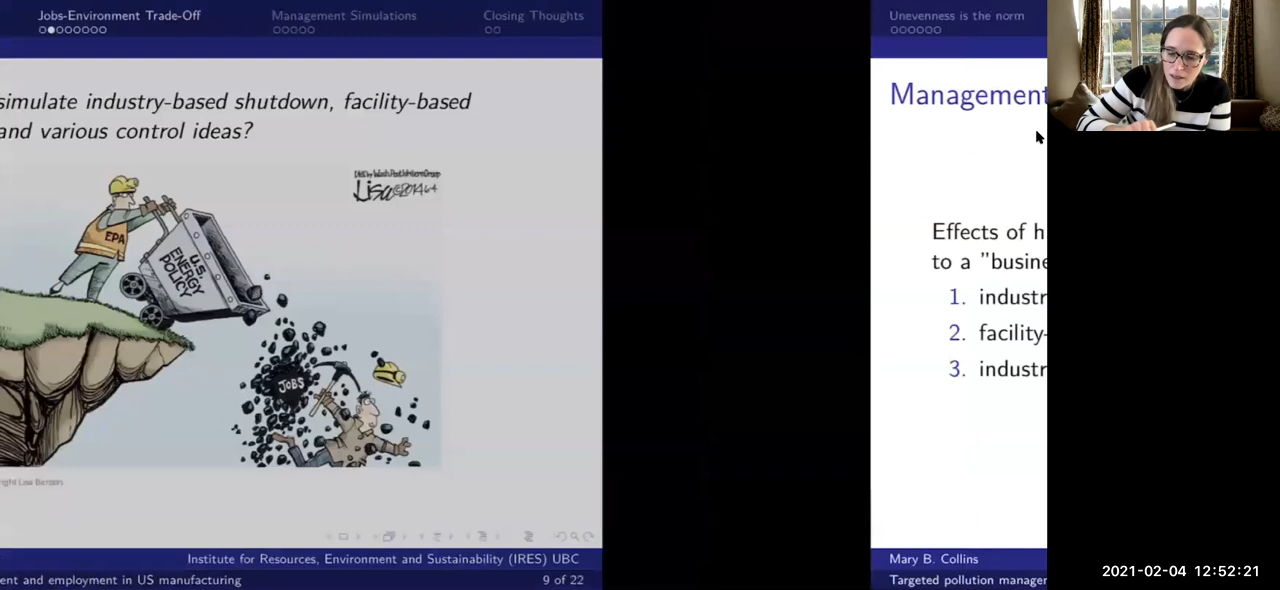 Jobs-Environment Trade-Off
Management Simulations
Closing Thoughts
simulate industry-based shutdown, facility-based
and various control ideas?
EPA
U.S.
ENERGY
POLICY
JOBS
Institute for Resources, Environment and Sustainability (IRES) UBC
ent and employment in US manufacturing
9 of 22
Unevenness is the norm
Management
Effects of h
to a "busine
1. industr
2. facility-
3. industr
Mary B. Collins
Targeted pollution manager
2021-02-04 12:52:21